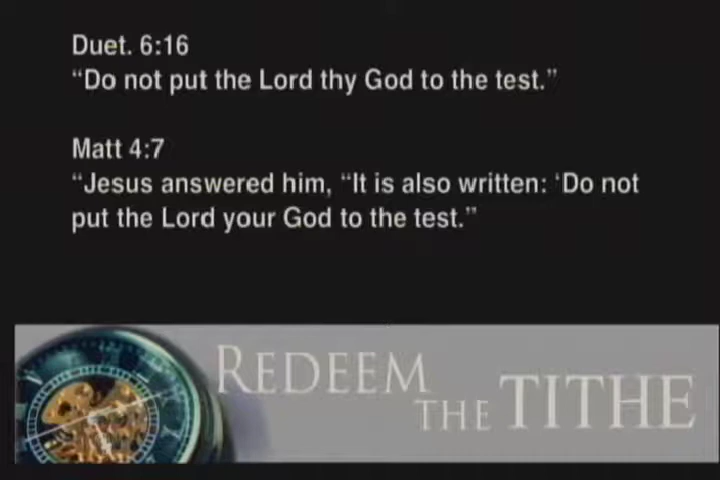 Duet. 6:16
“Do not put the Lord thy God to the test.”
Matt 4:7
“Jesus answered him, “It is also written: ‘Do not
put the Lord your God to the test.”
REDEEM
THE TITHE